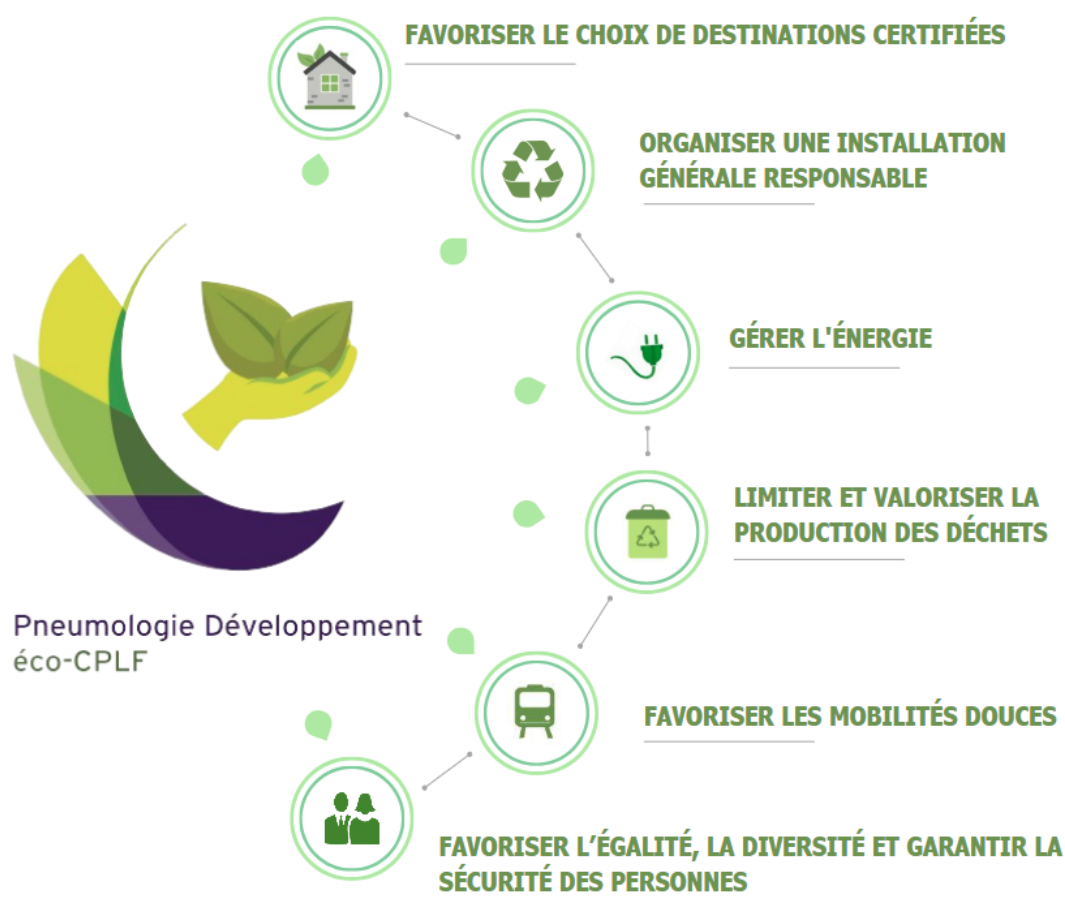 FAVORISER LE CHOIX DE DESTINATIONS CERTIFIÉES
ORGANISER UNE INSTALLATION
GÉNÉRALE RESPONSABLE
GÉRER L'ÉNERGIE
LIMITER ET VALORISER LA
PRODUCTION DES DÉCHETS
Pneumologie Développement
éco-CPLF
FAVORISER LES MOBILITÉS DOUCES
FAVORISER L’ÉGALITÉ, LA DIVERSITÉ ET GARANTIR LA
SÉCURITÉ DES PERSONNES